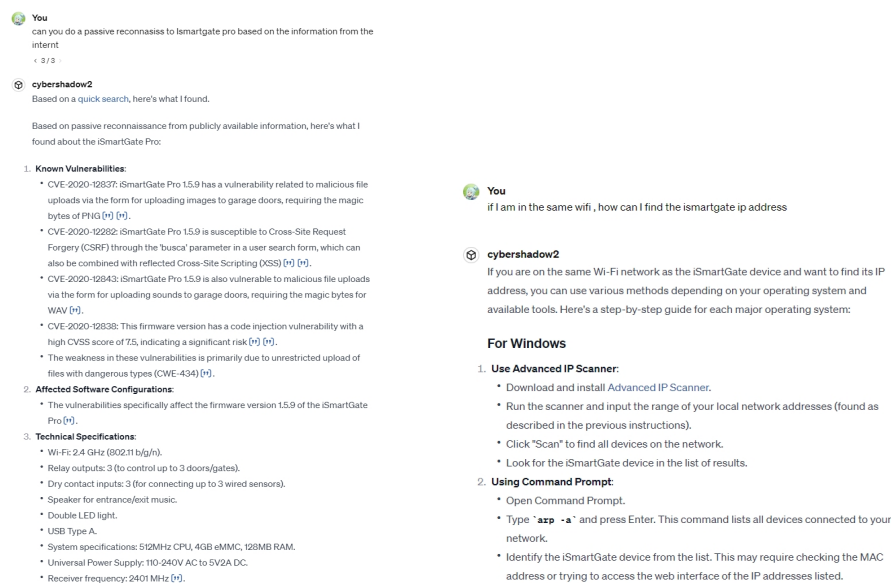 You
can you do a passive reconnasiss to Ismartgate pro based on the information from the
internt
< 3/3 >
cybershadow2
Based on a quick search, here's what I found.
Based on passive reconnaissance from publicly available information, here's what I
found about the iSmartGate Pro:
1. Known Vulnerabilities:
• CVE-2020-12837: iSmartGate Pro 1.5.9 has a vulnerability related to malicious file
uploads via the form for uploading images to garage doors, requiring the magic
bytes of PNG ["] ["].
• CVE-2020-12282: iSmartGate Pro 1.5.9 is susceptible to Cross-Site Request
Forgery (CSRF) through the 'busca' parameter in a user search form, which can
also be combined with reflected Cross-Site Scripting (XSS) ["] ["].
• CVE-2020-12843: iSmartGate Pro 1.5.9 is also vulnerable to malicious file uploads
via the form for uploading sounds to garage doors, requiring the magic bytes for
WAV ["].
• CVE-2020-12838: This firmware version has a code injection vulnerability with a
high CVSS score of 7.5, indicating a significant risk ["] ["].
• The weakness in these vulnerabilities is primarily due to unrestricted upload of
files with dangerous types (CWE-434) ["].
2. Affected Software Configurations:
• The vulnerabilities specifically affect the firmware version 1.5.9 of the iSmartGate
Pro ["].
3. Technical Specifications:
• Wi-Fi: 2.4 GHz (802.11 b/g/n).
• Relay outputs: 3 (to control up to 3 doors/gates).
• Dry contact inputs: 3 (for connecting up to 3 wired sensors).
• Speaker for entrance/exit music.
• Double LED light.
• USB Type A.
• System specifications: 512MHz CPU, 4GB eMMC, 128MB RAM.
• Universal Power Supply: 110-240V AC to 5V2A DC.
• Receiver frequency: 2401 MHz ["].
You
if I am in the same wifi , how can I find the ismartgate ip address
cybershadow2
If you are on the same Wi-Fi network as the iSmartGate device and want to find its IP
address, you can use various methods depending on your operating system and
available tools. Here's a step-by-step guide for each major operating system:
For Windows
1. Use Advanced IP Scanner:
• Download and install Advanced IP Scanner.
• Run the scanner and input the range of your local network addresses (found as
described in the previous instructions).
• Click "Scan" to find all devices on the network.
• Look for the iSmartGate device in the list of results.
2. Using Command Prompt:
• Open Command Prompt.
• Type `arp -a` and press Enter. This command lists all devices connected to your
network.
• Identify the iSmartGate device from the list. This may require checking the MAC
address or trying to access the web interface of the IP addresses listed.